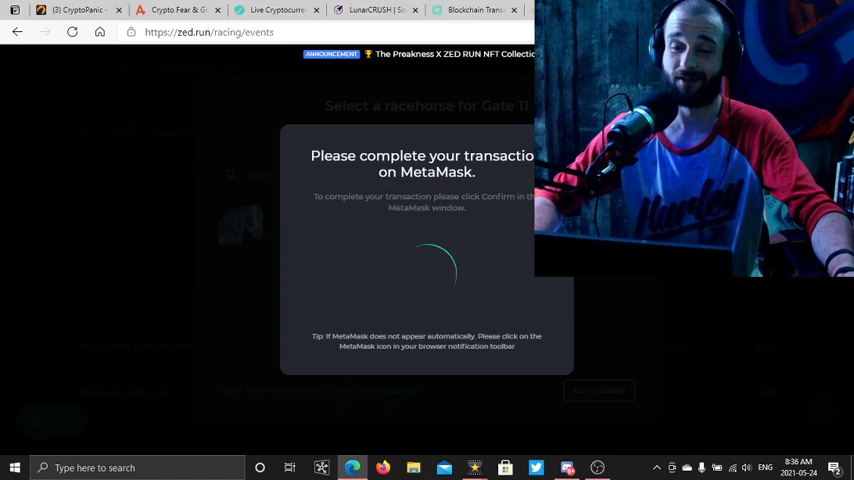 (3) CryptoPanic
Crypto Fear & Gr
Live Cryptocurre
LunarCRUSH | So
Blockchain Trans
https://zed.run/racing/events
ANNOUNCEMENT
The Preakness X ZED RUN NFT Collectio
Select a racehorse for Gate 11
Please complete your transactio
on MetaMask.
To complete your transaction please click Confirm in th
MetaMask window.
Tip: If MetaMask does not appear automatically. Please click on the
MetaMask icon in your browser notification toolbar
Go to Marketplace
Go to Stable
Type here to search
ENG
8:36 AM
2021-05-24